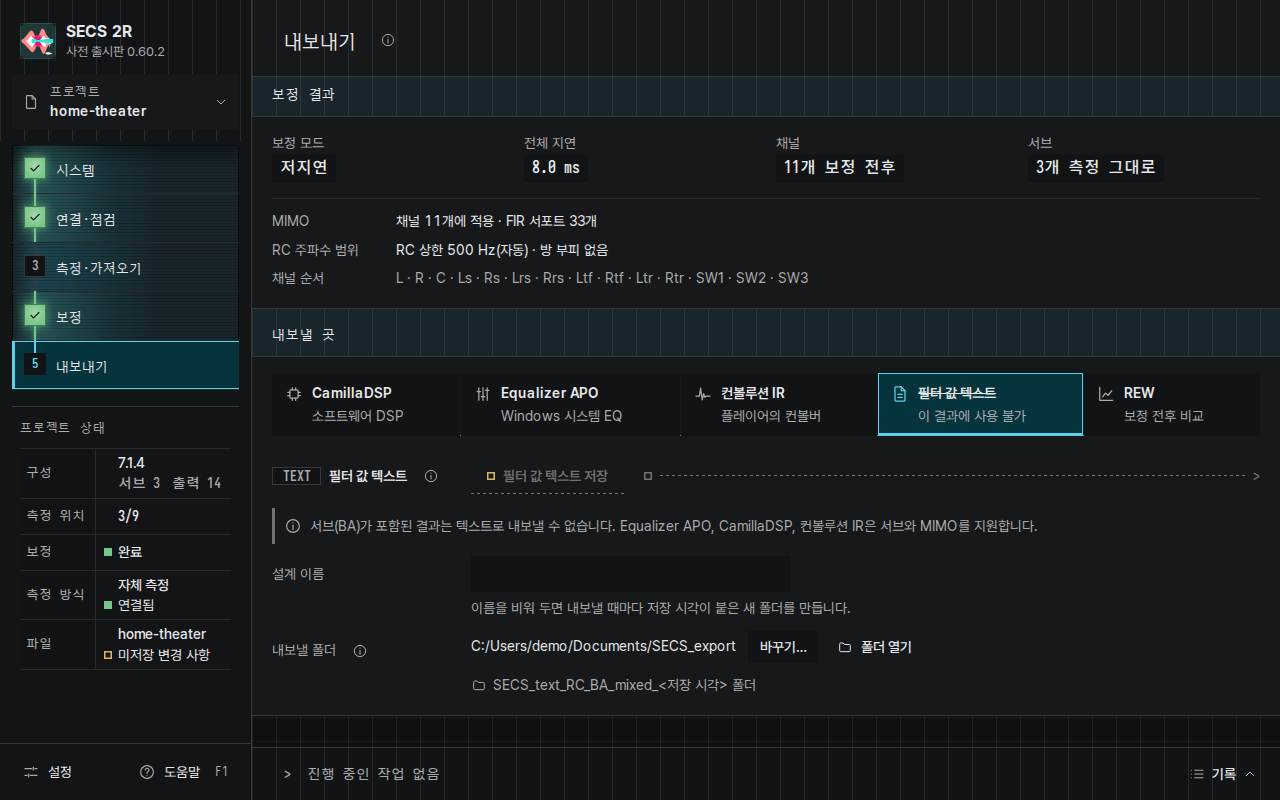 SECS 2R
사전 출시판 0.60.2
프로젝트
home-theater
시스템
연결·점검
3 측정·가져오기
보정
5 내보내기
프로젝트 상태
구성 7.1.4
서브 3 출력 14
측정 위치 3/9
보정 완료
측정 방식 자체 측정
연결됨
파일 home-theater
미저장 변경 사항
설정 도움말 F1
내보내기
보정 결과
보정 모드 전체 지연 채널 서브
저지연 8.0 ms 11개 보정 전후 3개 측정 그대로
MIMO 채널 11개에 적용 · FIR 서포트 33개
RC 주파수 범위 RC 상한 500 Hz(자동) · 방 부피 없음
채널 순서 L · R · C · Ls · Rs · Lrs · Rrs · Ltf · Rtf · Ltr · Rtr · SW1 · SW2 · SW3
내보낼 곳
CamillaDSP Equalizer APO 컨볼루션 IR 필터 값 텍스트 REW
소프트웨어 DSP Windows 시스템 EQ 플레이어의 컨볼버 이 결과에 사용 불가 보정 전후 비교
TEXT 필터 값 텍스트 필터 값 텍스트 저장
서브(BA)가 포함된 결과는 텍스트로 내보낼 수 없습니다. Equalizer APO, CamillaDSP, 컨볼루션 IR은 서브와 MIMO를 지원합니다.
설계 이름
이름을 비워 두면 내보낼 때마다 저장 시각이 붙은 새 폴더를 만듭니다.
내보낼 폴더 C:/Users/demo/Documents/SECS_export 바꾸기... 폴더 열기
SECS_text_RC_BA_mixed_<저장 시각> 폴더
> 진행 중인 작업 없음 기록